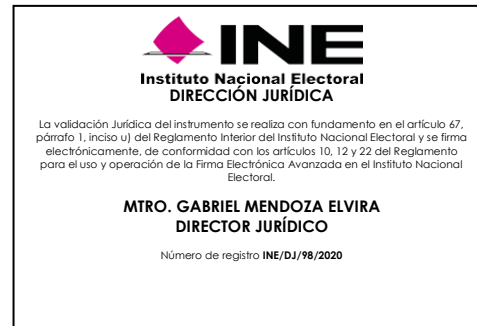 INE
Instituto Nacional Electoral
DIRECCIÓN JURÍDICA
La validación Jurídica del instrumento se realiza con fundamento en el artículo 67,
párrafo 1, inciso u) del Reglamento Interior del Instituto Nacional Electoral y se firma
electrónicamente, de conformidad con los artículos 10, 12 y 22 del Reglamento
para el uso y operación de la Firma Electrónica Avanzada en el Instituto Nacional
Electoral.
MTRO. GABRIEL MENDOZA ELVIRA
DIRECTOR JURÍDICO
Número de registro INE/DJ/98/2020